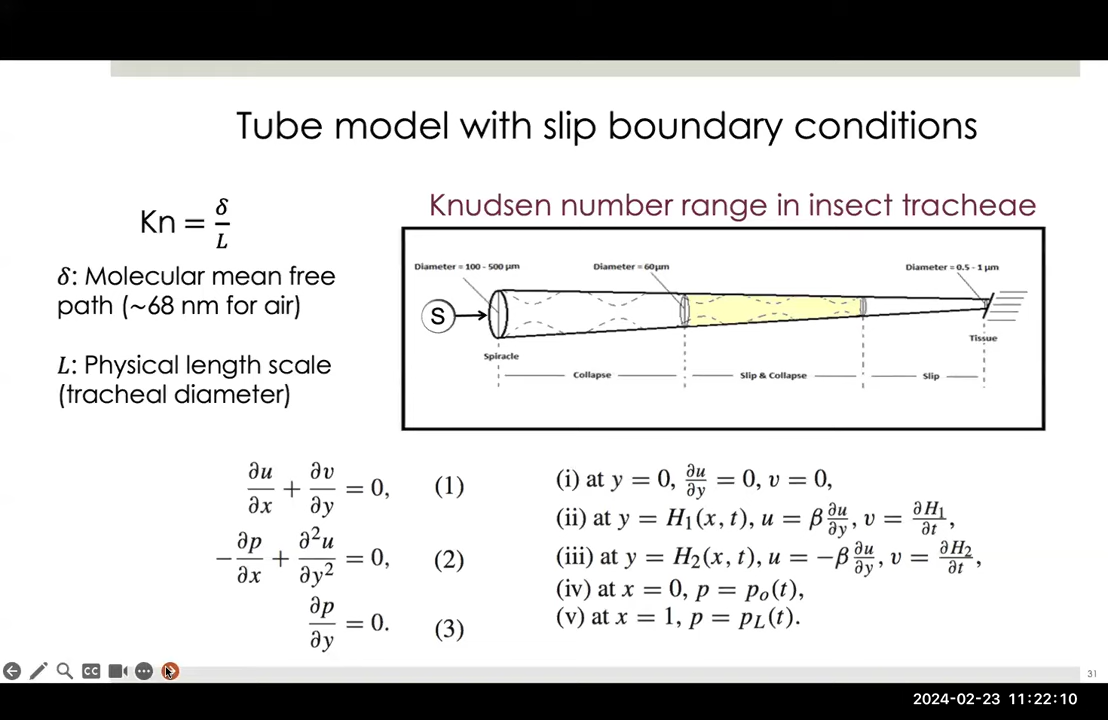 Tube model with slip boundary conditions
Kn = δ/L
δ: Molecular mean free
path (~68 nm for air)
L: Physical length scale
(tracheal diameter)
Knudsen number range in insect tracheae
Diameter = 100 - 500 μm
Diameter = 60μm
Diameter = 0.5 - 1 μm
S
Spiracle
Tissue
Collapse
Slip & Collapse
Slip
∂u/∂x + ∂v/∂y = 0, (1)
−∂p/∂x + ∂²u/∂y² = 0, (2)
∂p/∂y = 0. (3)
(i) at y = 0, ∂u/∂y = 0, v = 0,
(ii) at y = H₁(x, t), u = β ∂u/∂y, v = ∂H₁/∂t,
(iii) at y = H₂(x, t), u = −β ∂u/∂y, v = ∂H₂/∂t,
(iv) at x = 0, p = pₒ(t),
(v) at x = 1, p = p_L(t).
CC
31
2024-02-23 11:22:10